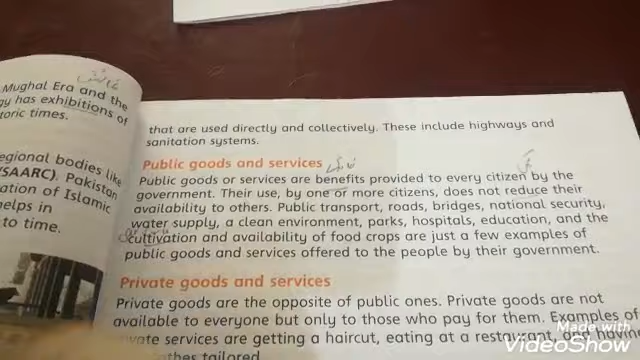 Mughal Era and the
gy has exhibitions of
toric times.
egional bodies like
(SAARC). Pakistan
ation of Islamic
helps in
to time.
that are used directly and collectively. These include highways and
sanitation systems.
Public goods and services
Public goods or services are benefits provided to every citizen by the
government. Their use, by one or more citizens, does not reduce their
availability to others. Public transport, roads, bridges, national security,
water supply, a clean environment, parks, hospitals, education, and the
cultivation and availability of food crops are just a few examples of
public goods and services offered to the people by their government.
Private goods and services
Private goods are the opposite of public ones. Private goods are not
available to everyone but only to those who pay for them. Examples of
private services are getting a haircut, eating at a restaurant, and having
clothes tailored.
Made with
VideoShow